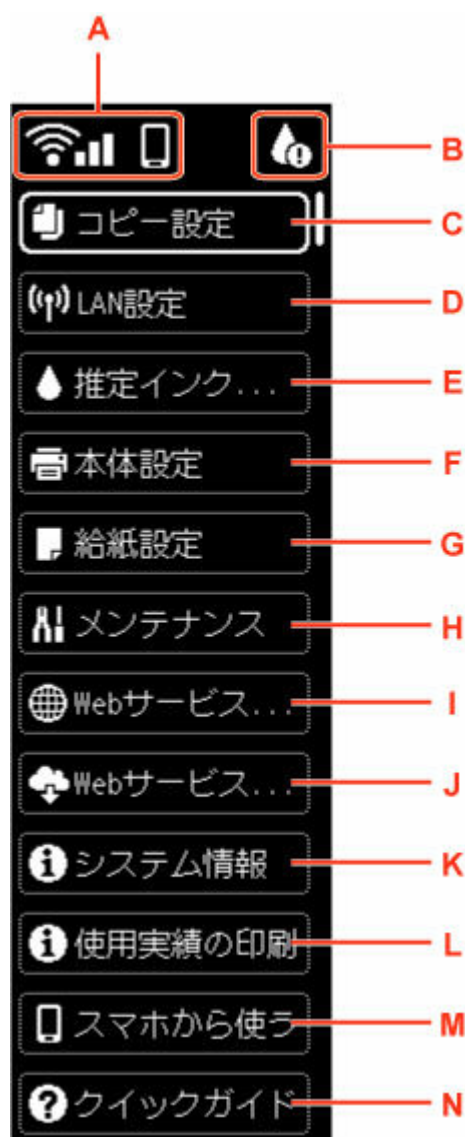 A
B
コピー設定 C
LAN設定 D
推定インク... E
本体設定 F
給紙設定 G
メンテナンス H
Webサービス... I
Webサービス... J
システム情報 K
使用実績の印刷 L
スマホから使う M
クイックガイド N